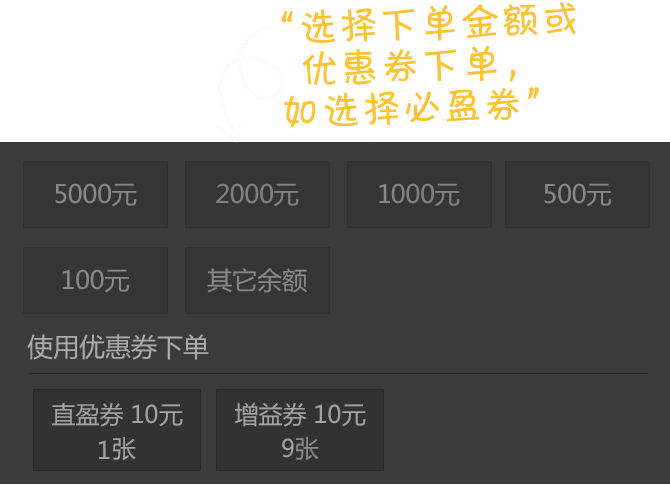 “选择下单金额或
优惠券下单，
如选择必盈券”
5000元 2000元 1000元 500元
100元 其它余额
使用优惠券下单
直盈券 10元 增益券 10元
1张 9张